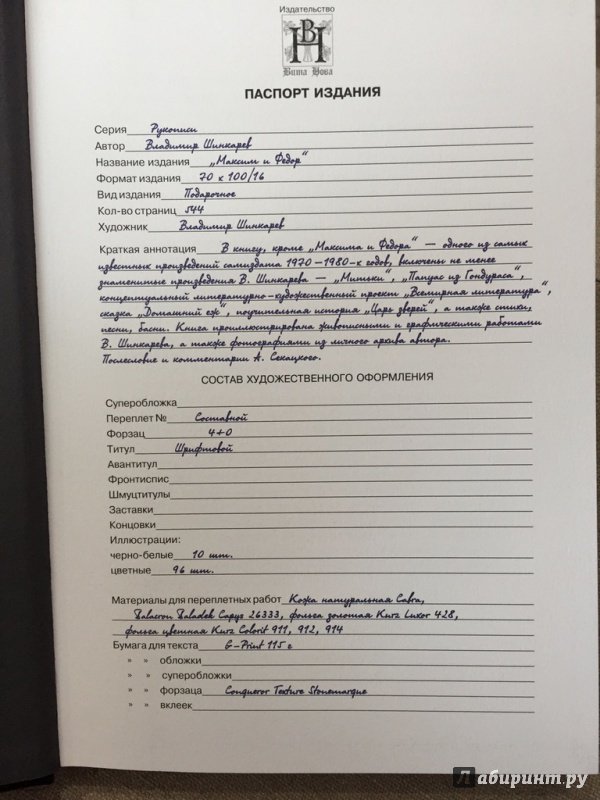 Издательство
ВН
Вита Нова
ПАСПОРТ ИЗДАНИЯ
Серия Рукописи
Автор Владимир Шинкарев
Название издания „Максим и Федор“
Формат издания 70 х 100/16
Вид издания Подарочное
Кол-во страниц 544
Художник Владимир Шинкарев
Краткая аннотация В книгу, кроме „Максима и Федора“ — одного из самых
известных произведений самиздата 1970–1980-х годов, включены не менее
знаменитые произведения В. Шинкарева — „Митьки“, „Папуас из Гондураса“,
концептуальный литературно-художественный проект „Всемирная литература“,
сказка „Домашний еж“, поучительная история „Царь зверей“, а также стихи,
песни, басни. Книга проиллюстрирована живописными и графическими работами
В. Шинкарева, а также фотографиями из личного архива автора.
Послесловие и комментарии А. Секацкого.
СОСТАВ ХУДОЖЕСТВЕННОГО ОФОРМЛЕНИЯ
Суперобложка
Переплет № Составной
Форзац 4+0
Титул Шрифтовой
Авантитул
Фронтиспис
Шмуцтитулы
Заставки
Концовки
Иллюстрации:
черно-белые 10 шт.
цветные 96 шт.
Материалы для переплетных работ Кожа натуральная Савга,
Balacron Baladek Capys 26333, фольга золотая Kurz Luxor 428,
фольга цветная Kurz Colorit 911, 912, 914
Бумага для текста G-Print 115 г
» » обложки
» » суперобложки
» » форзаца Conqueror Texture Stonemarque
» » вклеек
Лабиринт.ру